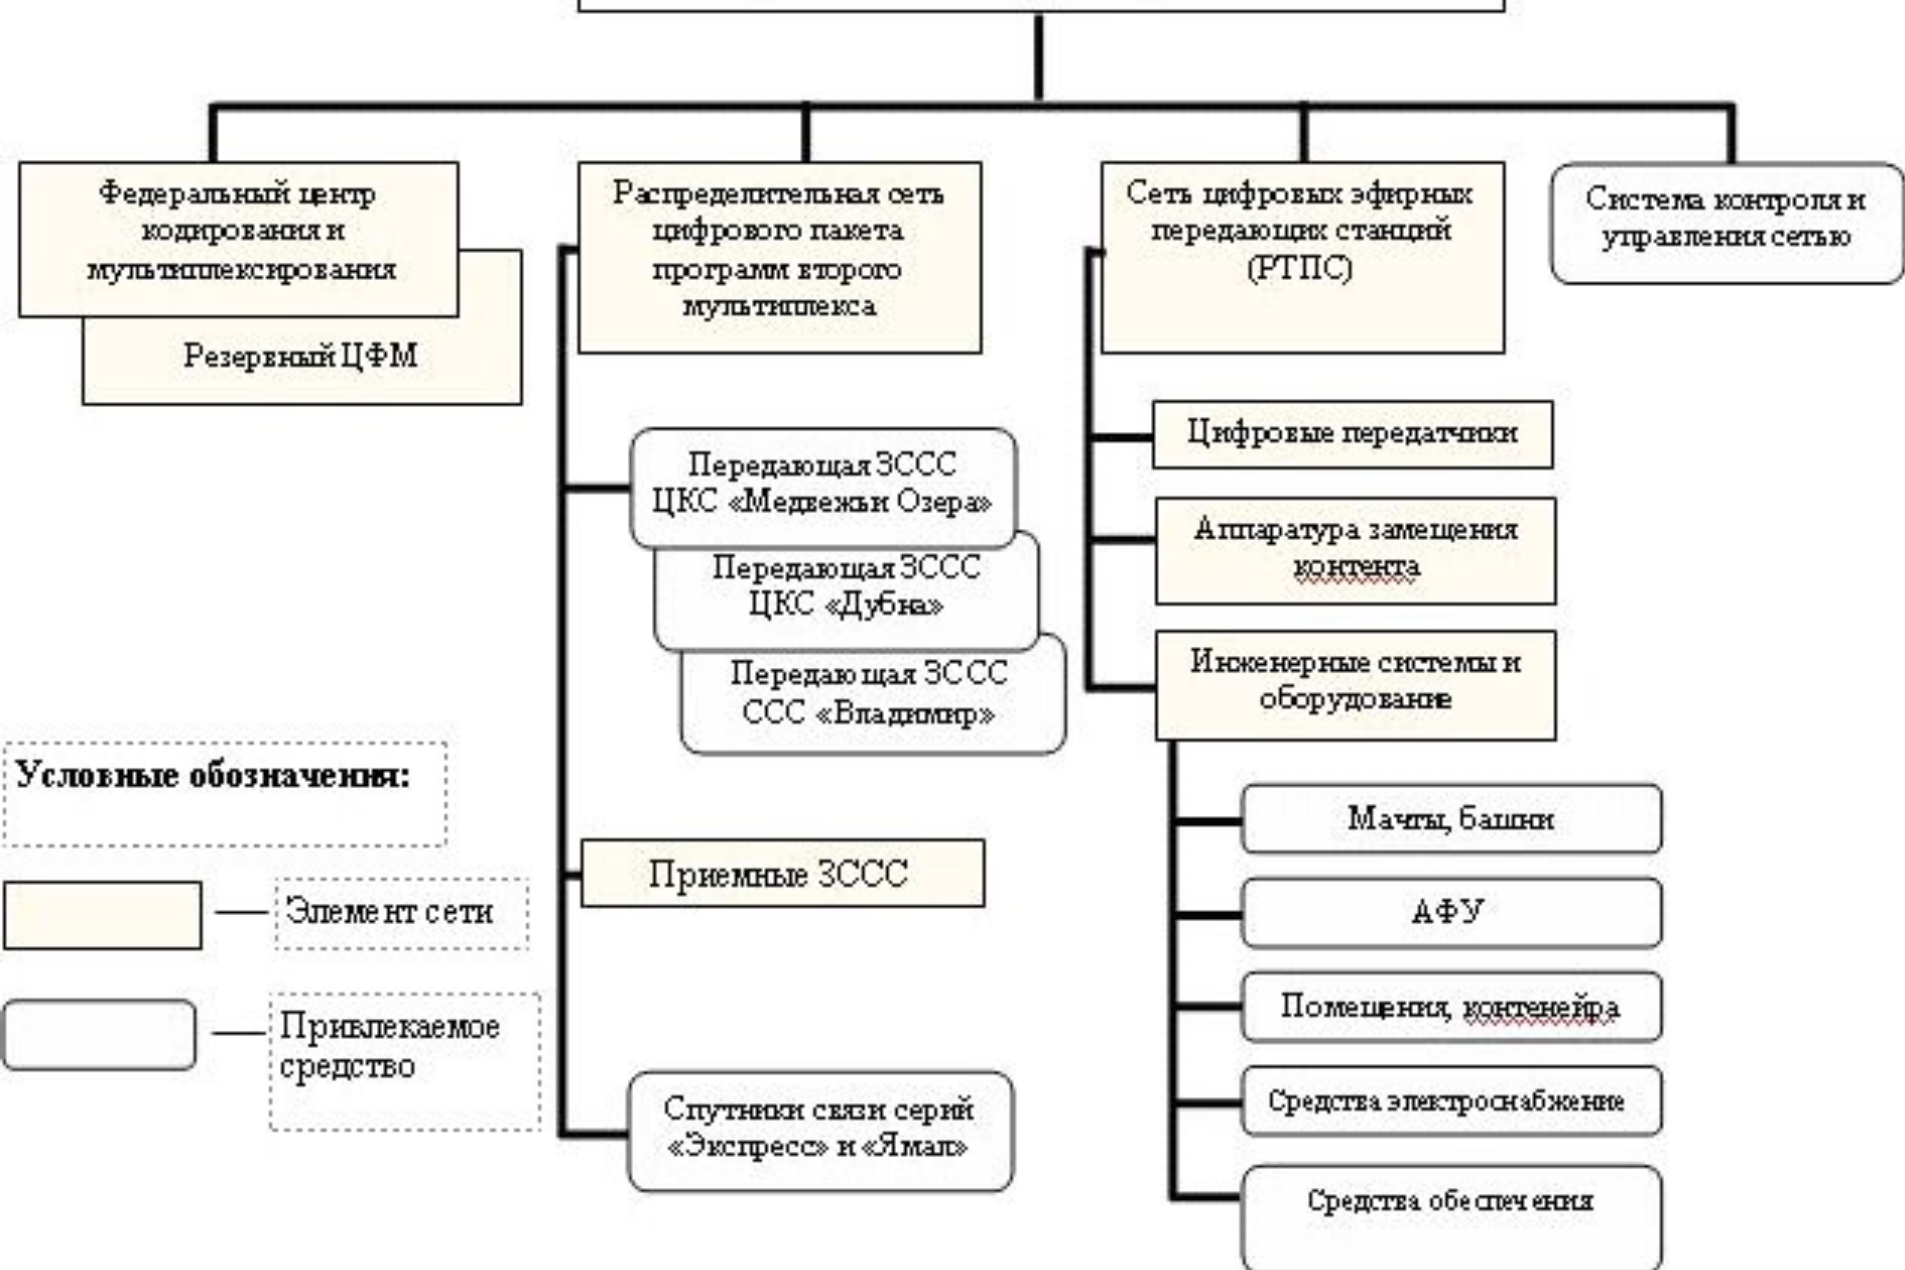 Федеральный центр
кодирования и
мультиплексирования
Резервный ЦФМ
Распределительная сеть
цифрового пакета
программ второго
мультиплекса
Передающая ЗССС
ЦКС «Медвежьи Озера»
Передающая ЗССС
ЦКС «Дубна»
Передающая ЗССС
ССС «Владимир»
Приемные ЗССС
Спутники связи серий
«Экспресс» и «Ямал»
Сеть цифровых эфирных
передающих станций
(РТПС)
Цифровые передатчики
Аппаратура замещения
контента
Инженерные системы и
оборудование
Мачты, башни
АФУ
Помещения, контенейра
Средства электроснабжение
Средства обеспечения
Система контроля и
управления сетью
Условные обозначения:
Элемент сети
Привлекаемое
средство